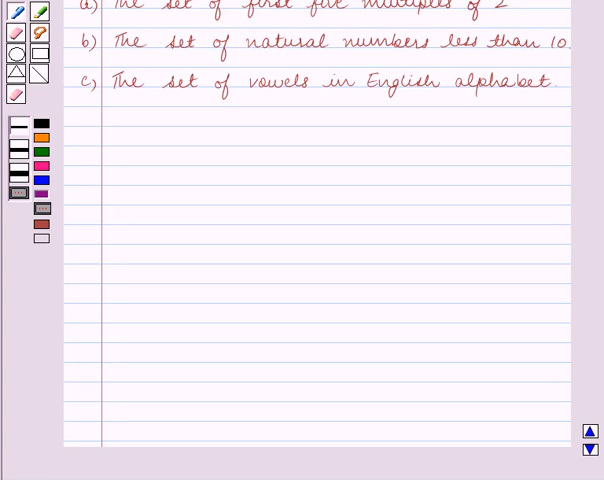 a) The set of first five multiples of 2
b) The set of natural numbers less than 10.
c) The set of vowels in English alphabet.